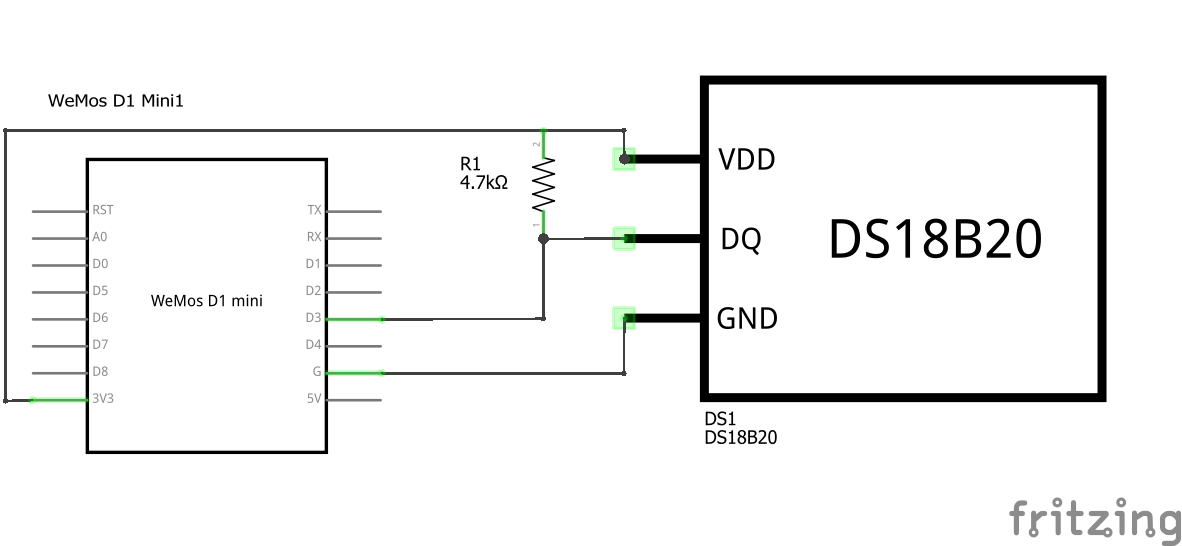 WeMos D1 Mini1
R1
4.7kΩ
2
1
RST
A0
D0
D5
D6
D7
D8
3V3
WeMos D1 mini
TX
RX
D1
D2
D3
D4
G
5V
VDD
DQ
GND
DS18B20
DS1
DS18B20
fritzing